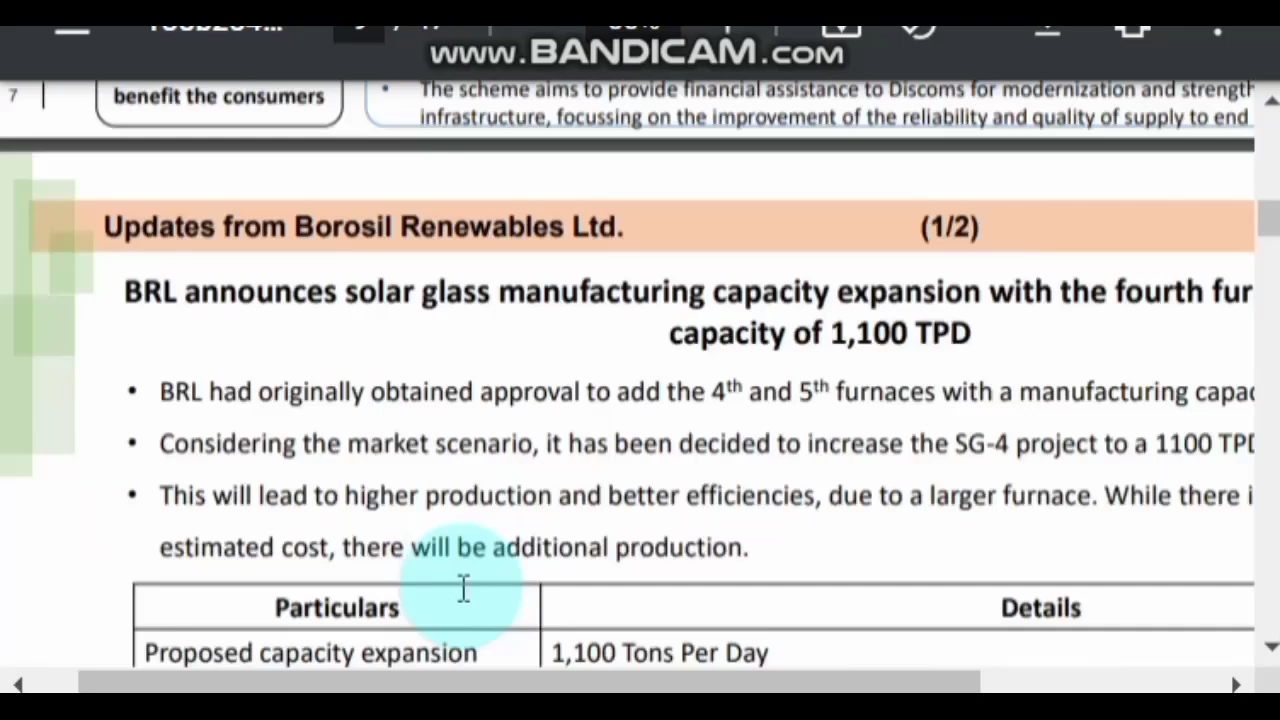 www.BANDICAM.com
7
benefit the consumers
• The scheme aims to provide financial assistance to Discoms for modernization and strength
infrastructure, focussing on the improvement of the reliability and quality of supply to end
Updates from Borosil Renewables Ltd. (1/2)
BRL announces solar glass manufacturing capacity expansion with the fourth fur
capacity of 1,100 TPD
• BRL had originally obtained approval to add the 4th and 5th furnaces with a manufacturing capac
• Considering the market scenario, it has been decided to increase the SG-4 project to a 1100 TPD
• This will lead to higher production and better efficiencies, due to a larger furnace. While there i
estimated cost, there will be additional production.
Particulars Details
Proposed capacity expansion 1,100 Tons Per Day